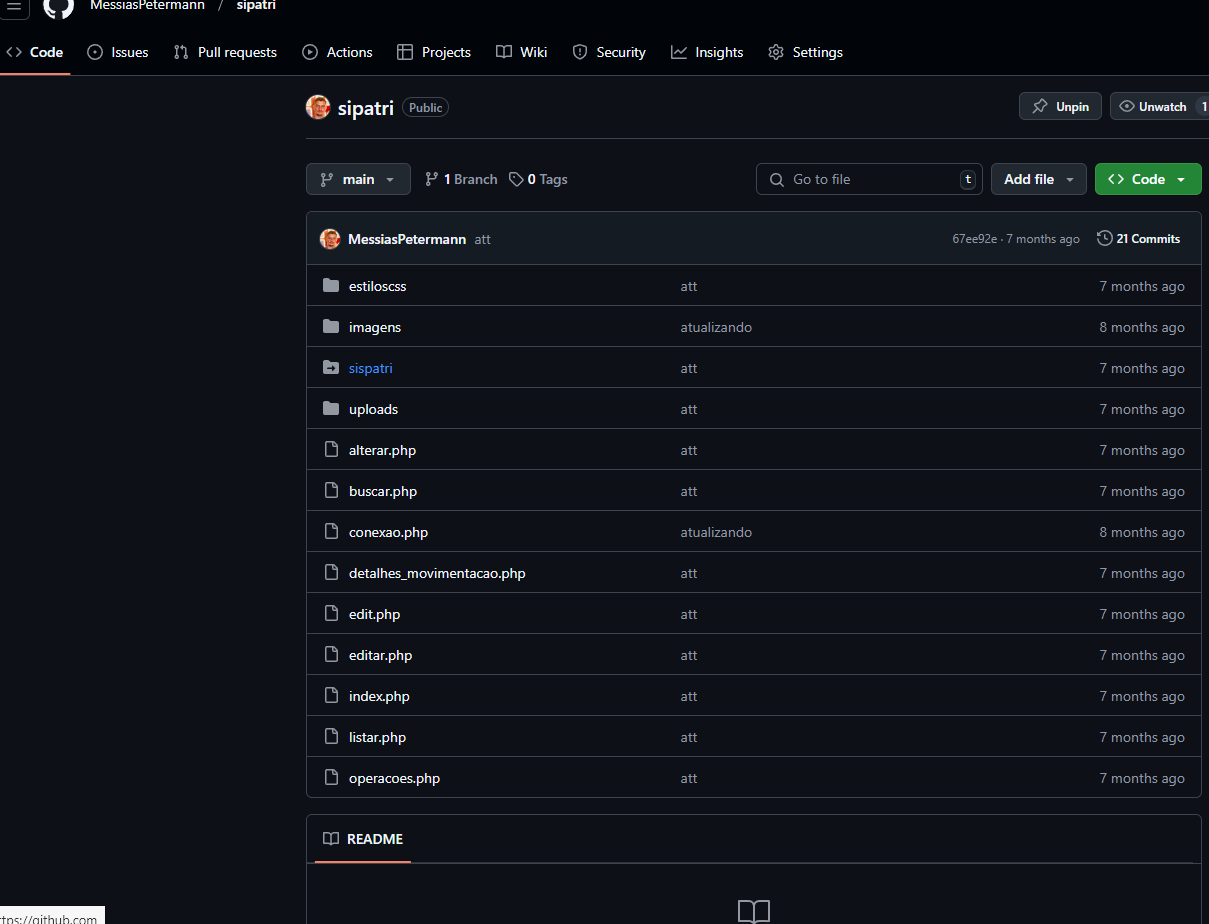 MessiasPetermann / sipatri
Code Issues Pull requests Actions Projects Wiki Security Insights Settings
sipatri Public Unpin Unwatch 1
main 1 Branch 0 Tags Go to file t Add file Code
MessiasPetermann att 67ee92e · 7 months ago 21 Commits
estiloscss att 7 months ago
imagens atualizando 8 months ago
sispatri att 7 months ago
uploads att 7 months ago
alterar.php att 7 months ago
buscar.php att 7 months ago
conexao.php atualizando 8 months ago
detalhes_movimentacao.php att 7 months ago
edit.php att 7 months ago
editar.php att 7 months ago
index.php att 7 months ago
listar.php att 7 months ago
operacoes.php att 7 months ago
README
ttps://github.com